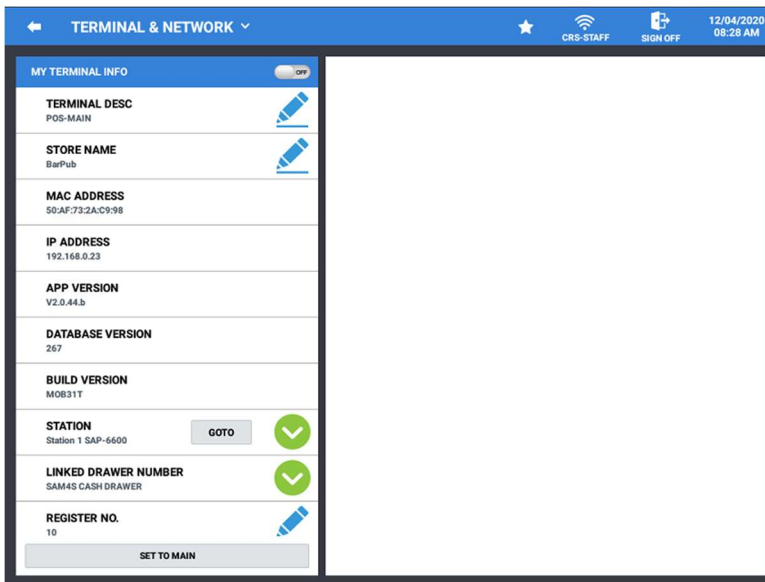 TERMINAL & NETWORK
CRS-STAFF
SIGN OFF
12/04/2020
08:28 AM
MY TERMINAL INFO
OFF
TERMINAL DESC
POS-MAIN
STORE NAME
BarPub
MAC ADDRESS
50:AF:73:2A:C9:98
IP ADDRESS
192.168.0.23
APP VERSION
V2.0.44.b
DATABASE VERSION
267
BUILD VERSION
MOB31T
STATION
Station 1 SAP-6600
GOTO
LINKED DRAWER NUMBER
SAM4S CASH DRAWER
REGISTER NO.
10
SET TO MAIN